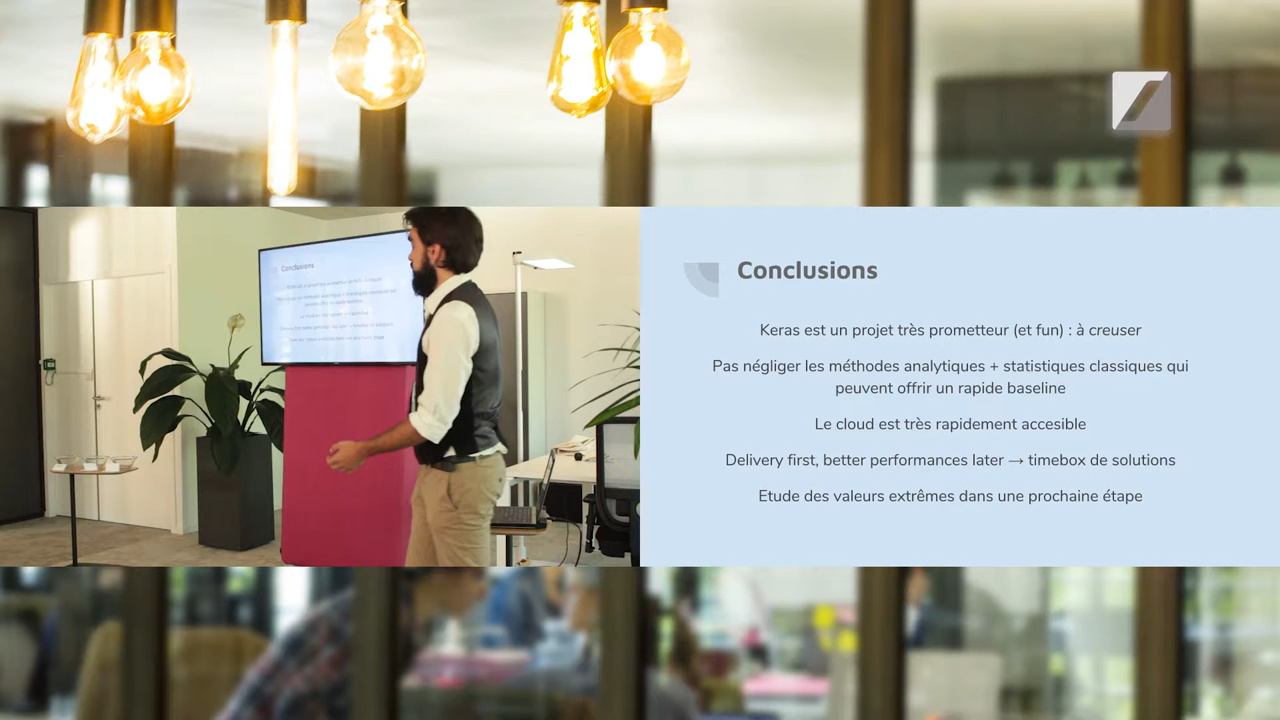 Conclusions
Keras est un projet très prometteur (et fun) : à creuser
Pas négliger les méthodes analytiques + statistiques classiques qui
peuvent offrir un rapide baseline
Le cloud est très rapidement accesible
Delivery first, better performances later → timebox de solutions
Etude des valeurs extrêmes dans une prochaine étape
Conclusions